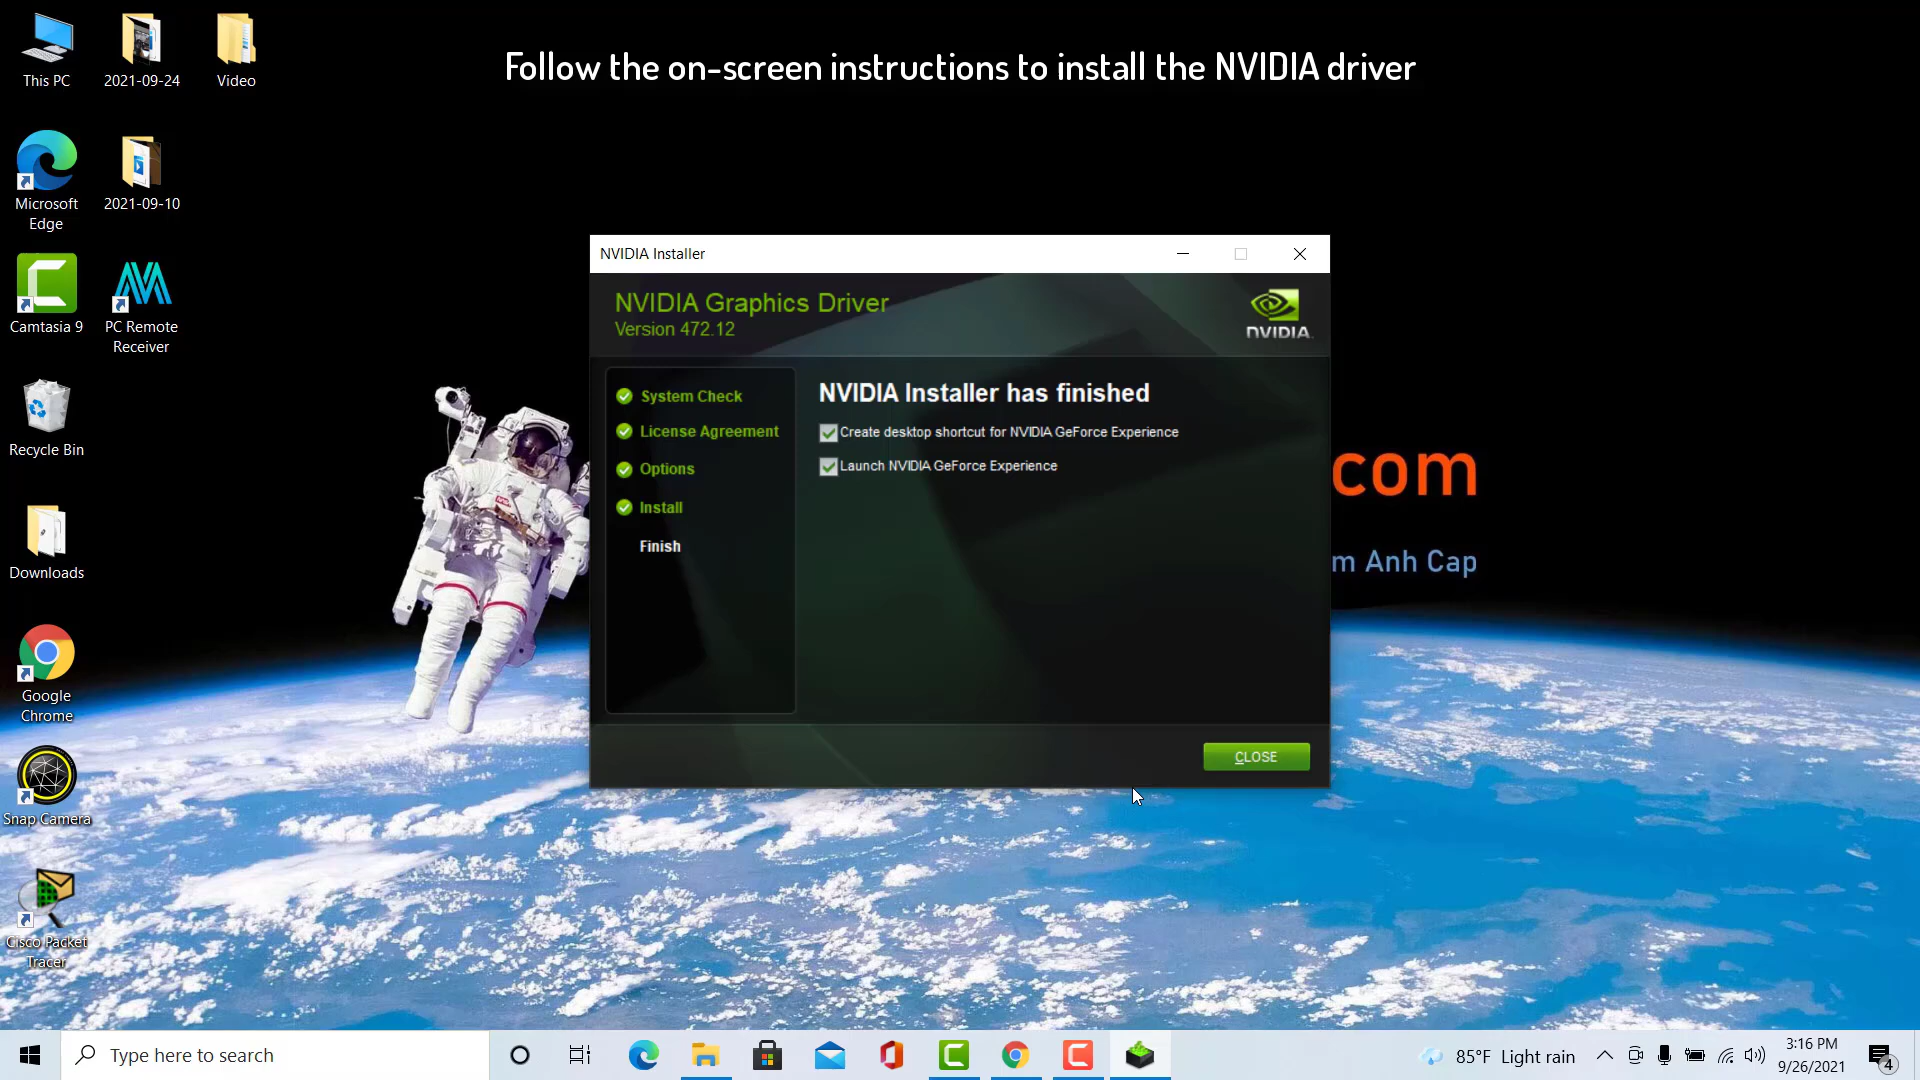 Follow the on-screen instructions to install the NVIDIA driver
This PC
2021-09-24
Video
Microsoft
Edge
2021-09-10
Camtasia 9
PC Remote
Receiver
Recycle Bin
Downloads
Google
Chrome
Snap Camera
Cisco Packet
Tracer
NVIDIA Installer
NVIDIA Graphics Driver
Version 472.12
NVIDIA.
System Check
License Agreement
Options
Install
Finish
NVIDIA Installer has finished
Create desktop shortcut for NVIDIA GeForce Experience
Launch NVIDIA GeForce Experience
CLOSE
com
m Anh Cap
Type here to search
85°F Light rain
3:16 PM
9/26/2021
4